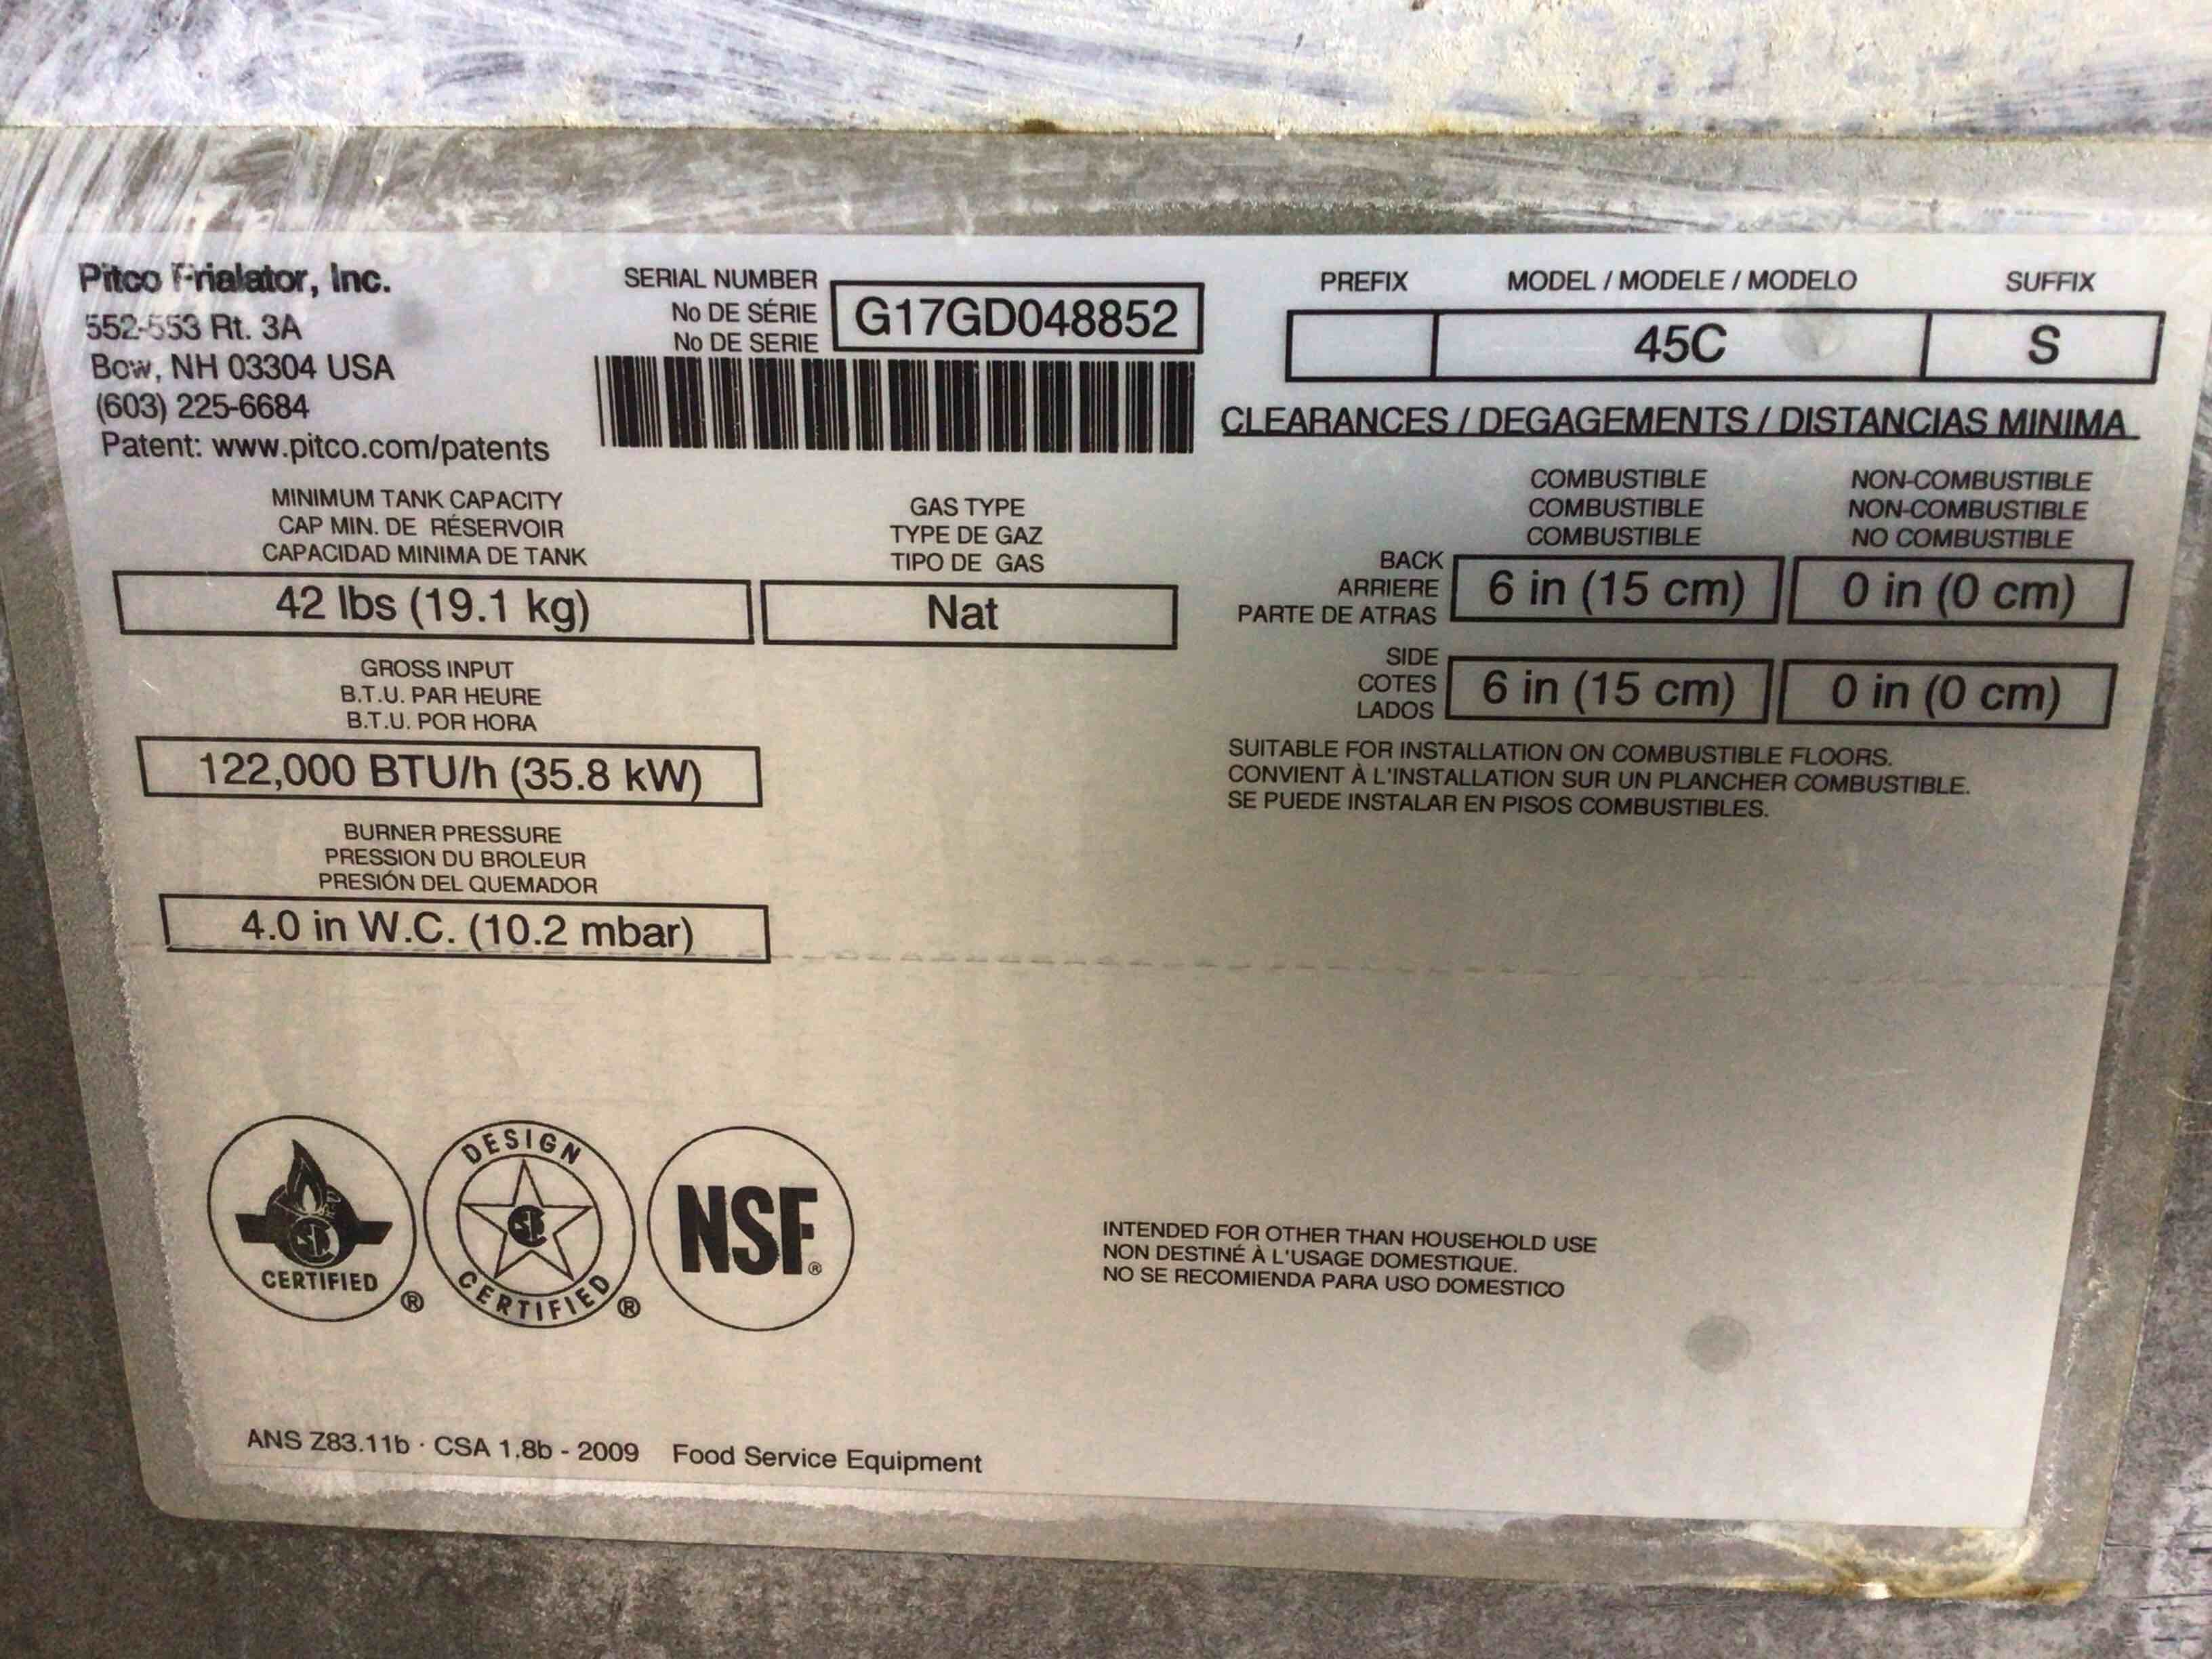 Pitco Frialator, Inc.
552-553 Rt. 3A
Bow, NH 03304 USA
(603) 225-6684
Patent: www.pitco.com/patents
SERIAL NUMBER
No DE SÉRIE
No DE SERIE
G17GD048852
PREFIX MODEL / MODELE / MODELO SUFFIX
45C S
CLEARANCES / DEGAGEMENTS / DISTANCIAS MINIMA
MINIMUM TANK CAPACITY
CAP MIN. DE RÉSERVOIR
CAPACIDAD MINIMA DE TANK
42 lbs (19.1 kg)
GAS TYPE
TYPE DE GAZ
TIPO DE GAS
Nat
COMBUSTIBLE
COMBUSTIBLE
COMBUSTIBLE
NON-COMBUSTIBLE
NON-COMBUSTIBLE
NO COMBUSTIBLE
BACK
ARRIERE
PARTE DE ATRAS
6 in (15 cm) 0 in (0 cm)
SIDE
COTES
LADOS
6 in (15 cm) 0 in (0 cm)
SUITABLE FOR INSTALLATION ON COMBUSTIBLE FLOORS.
CONVIENT À L'INSTALLATION SUR UN PLANCHER COMBUSTIBLE.
SE PUEDE INSTALAR EN PISOS COMBUSTIBLES.
GROSS INPUT
B.T.U. PAR HEURE
B.T.U. POR HORA
122,000 BTU/h (35.8 kW)
BURNER PRESSURE
PRESSION DU BROLEUR
PRESIÓN DEL QUEMADOR
4.0 in W.C. (10.2 mbar)
CERTIFIED ®
DESIGN
CERTIFIED ®
NSF®
INTENDED FOR OTHER THAN HOUSEHOLD USE
NON DESTINÉ À L'USAGE DOMESTIQUE.
NO SE RECOMIENDA PARA USO DOMESTICO
ANS Z83.11b · CSA 1.8b - 2009 Food Service Equipment